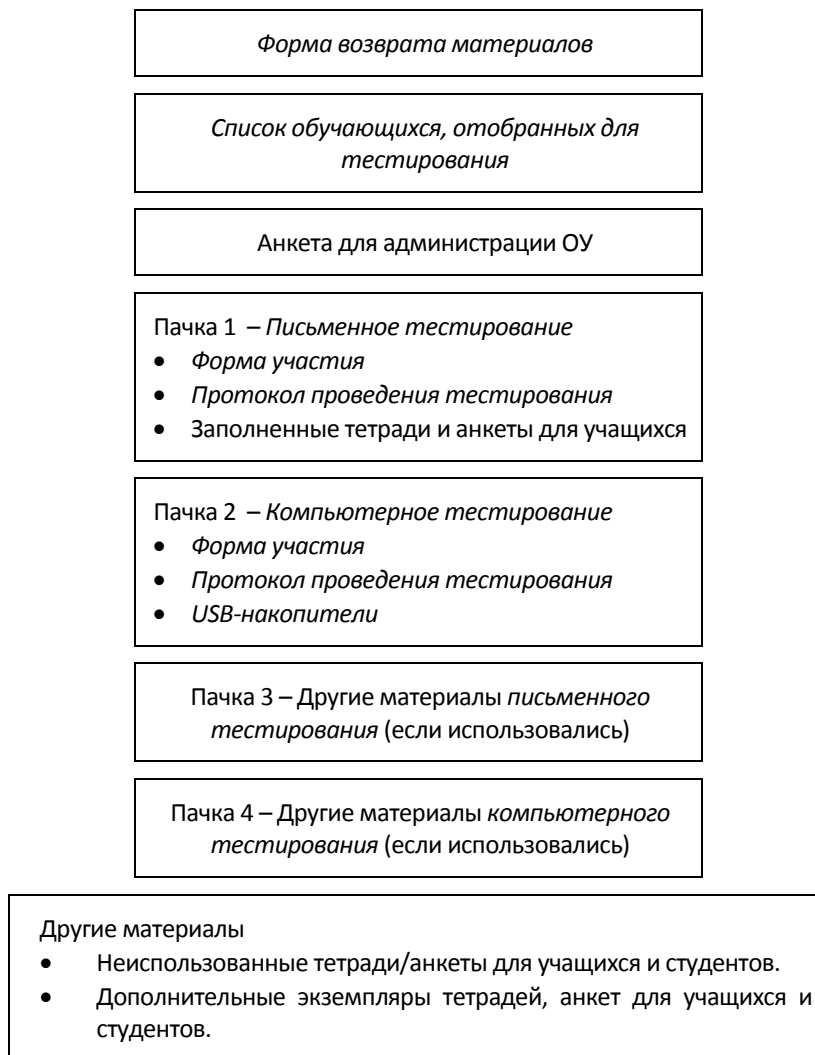 Форма возврата материалов
Список обучающихся, отобранных для
тестирования
Анкета для администрации ОУ
Пачка 1 – Письменное тестирование
• Форма участия
• Протокол проведения тестирования
• Заполненные тетради и анкеты для учащихся
Пачка 2 – Компьютерное тестирование
• Форма участия
• Протокол проведения тестирования
• USB-накопители
Пачка 3 – Другие материалы письменного
тестирования (если использовались)
Пачка 4 – Другие материалы компьютерного
тестирования (если использовались)
Другие материалы
• Неиспользованные тетради/анкеты для учащихся и студентов.
• Дополнительные экземпляры тетрадей, анкет для учащихся и
студентов.